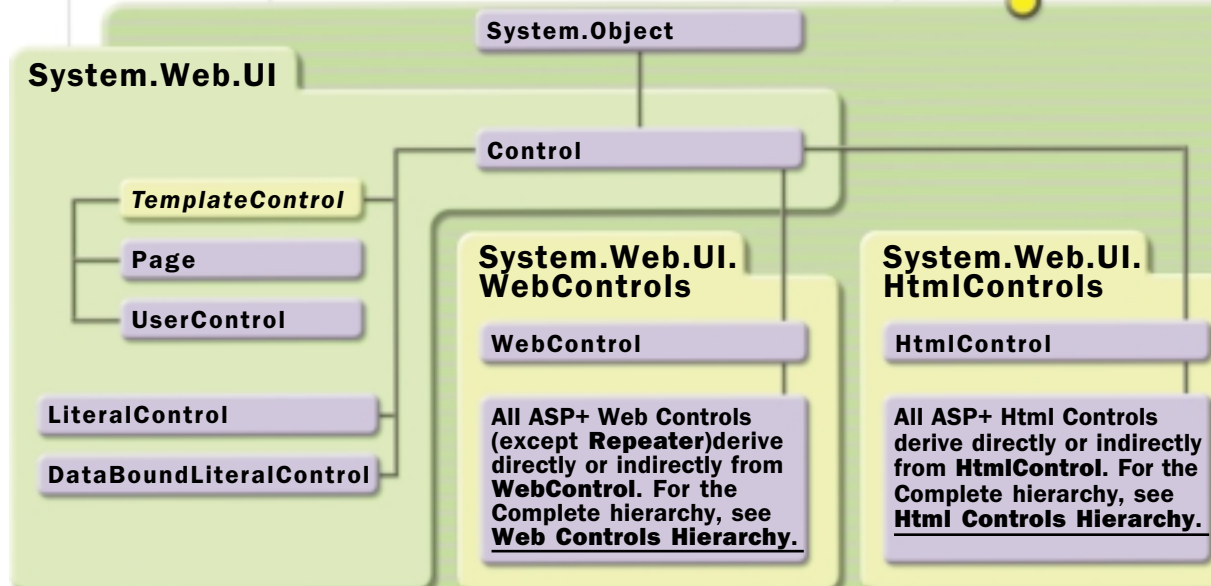 System.Object
System.Web.UI
Control
TemplateControl
Page
UserControl
LiteralControl
DataBoundLiteralControl
System.Web.UI.
WebControls
WebControl
All ASP+ Web Controls
(except Repeater)derive
directly or indirectly from
WebControl. For the
Complete hierarchy, see
Web Controls Hierarchy.
System.Web.UI.
HtmlControls
HtmlControl
All ASP+ Html Controls
derive directly or indirectly
from HtmlControl. For the
Complete hierarchy, see
Html Controls Hierarchy.